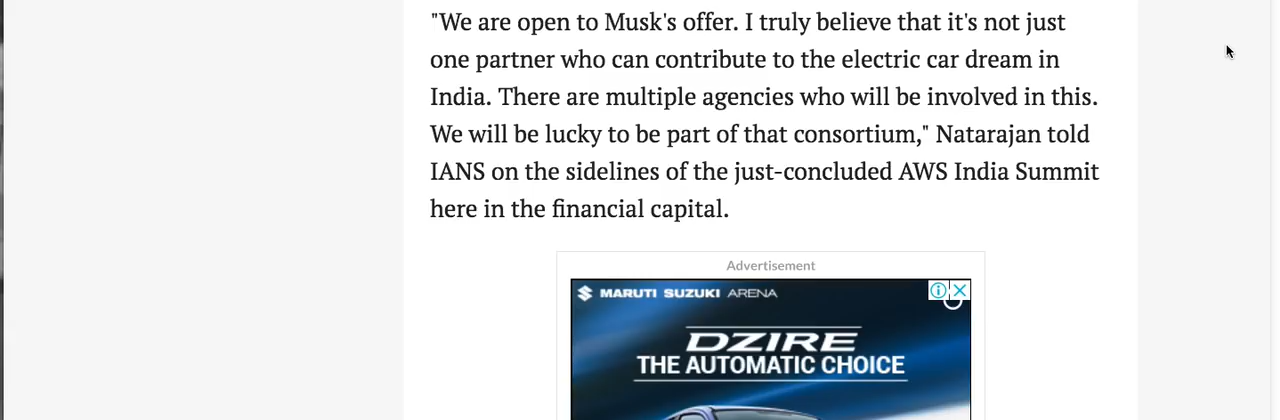 "We are open to Musk's offer. I truly believe that it's not just
one partner who can contribute to the electric car dream in
India. There are multiple agencies who will be involved in this.
We will be lucky to be part of that consortium," Natarajan told
IANS on the sidelines of the just-concluded AWS India Summit
here in the financial capital.
Advertisement
MARUTI SUZUKI ARENA
DZIRE
THE AUTOMATIC CHOICE